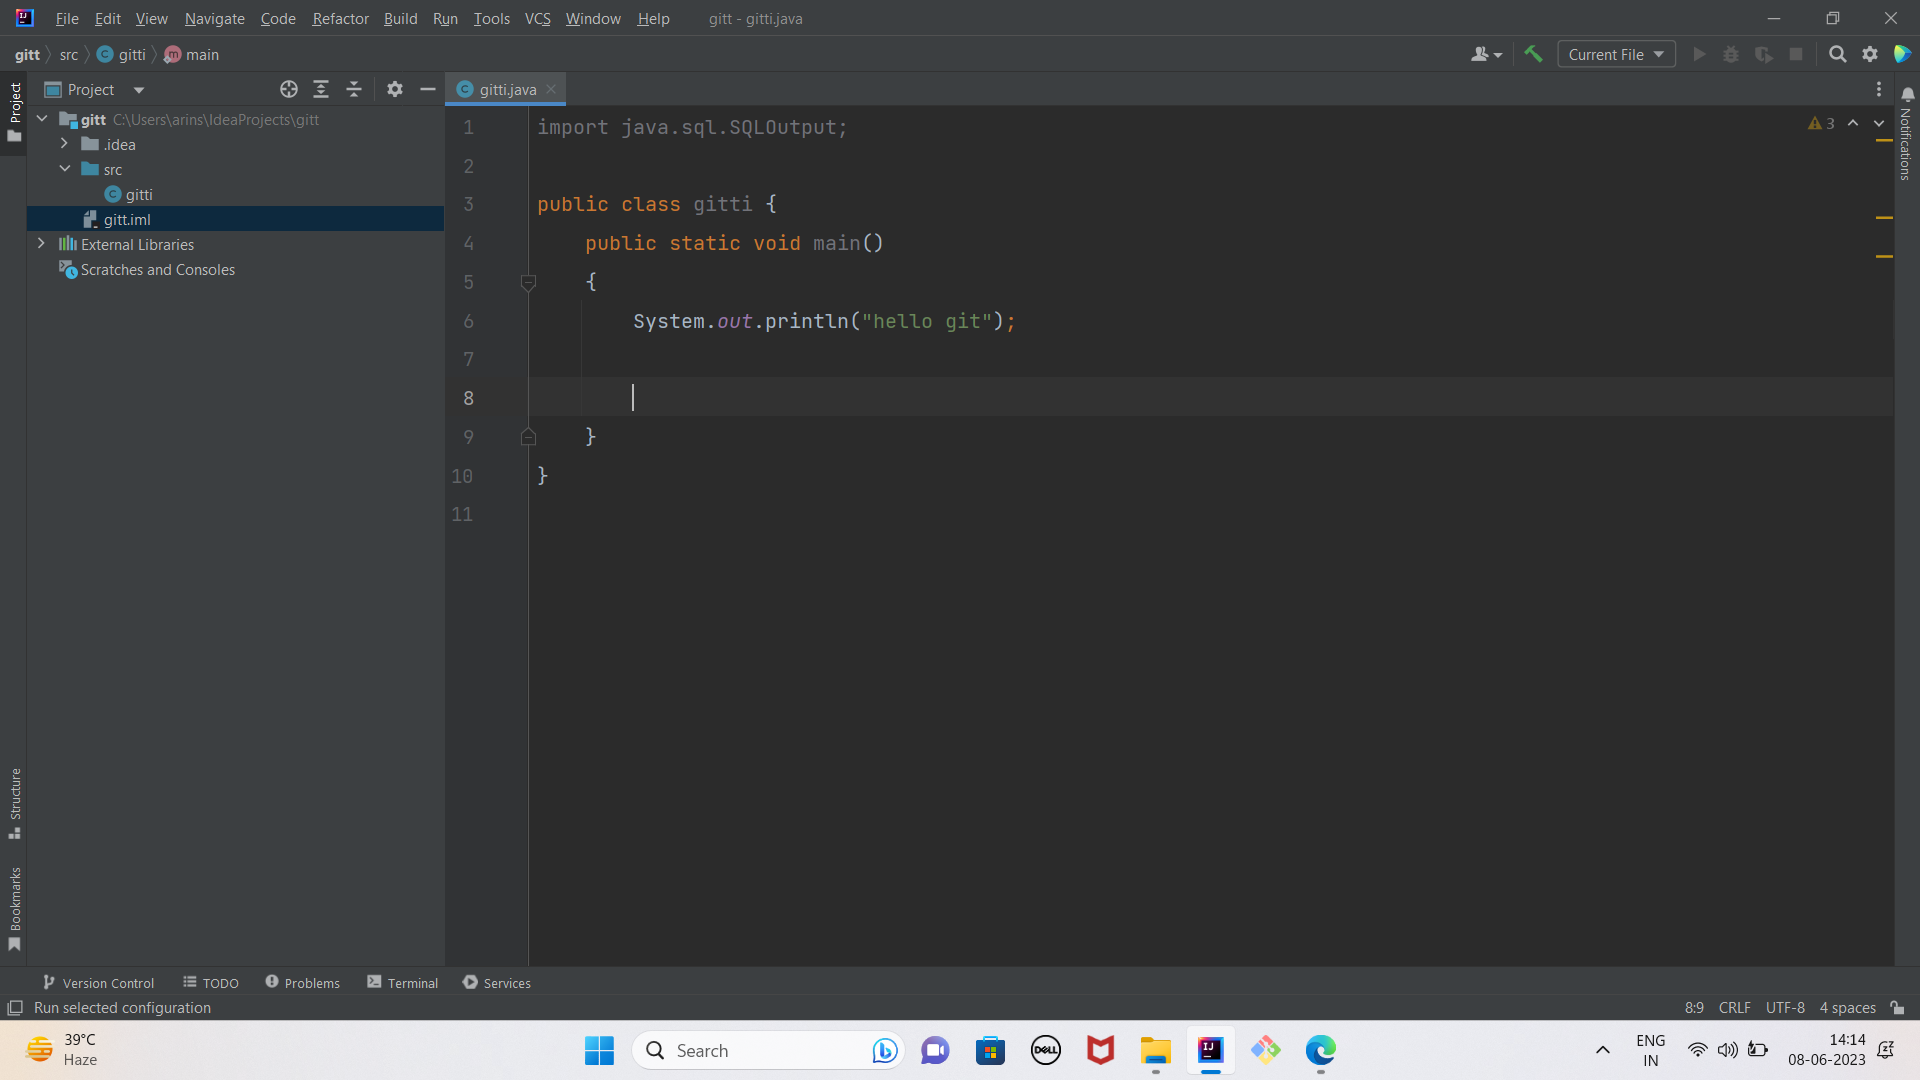 File Edit View Navigate Code Refactor Build Run Tools VCS Window Help gitt - gitti.java
gitt src gitti main Current File
Project
gitti.java
Project
gitt C:\Users\arins\IdeaProjects\gitt
.idea
src
gitti
gitt.iml
External Libraries
Scratches and Consoles
1 import java.sql.SQLOutput;
2
3 public class gitti {
4 public static void main()
5 {
6 System.out.println("hello git");
7
8
9 }
10 }
11
3
Notifications
Structure
Bookmarks
Version Control TODO Problems Terminal Services
Run selected configuration 8:9 CRLF UTF-8 4 spaces
39°C
Haze
Search
DELL
IJ
ENG
IN
14:14
08-06-2023